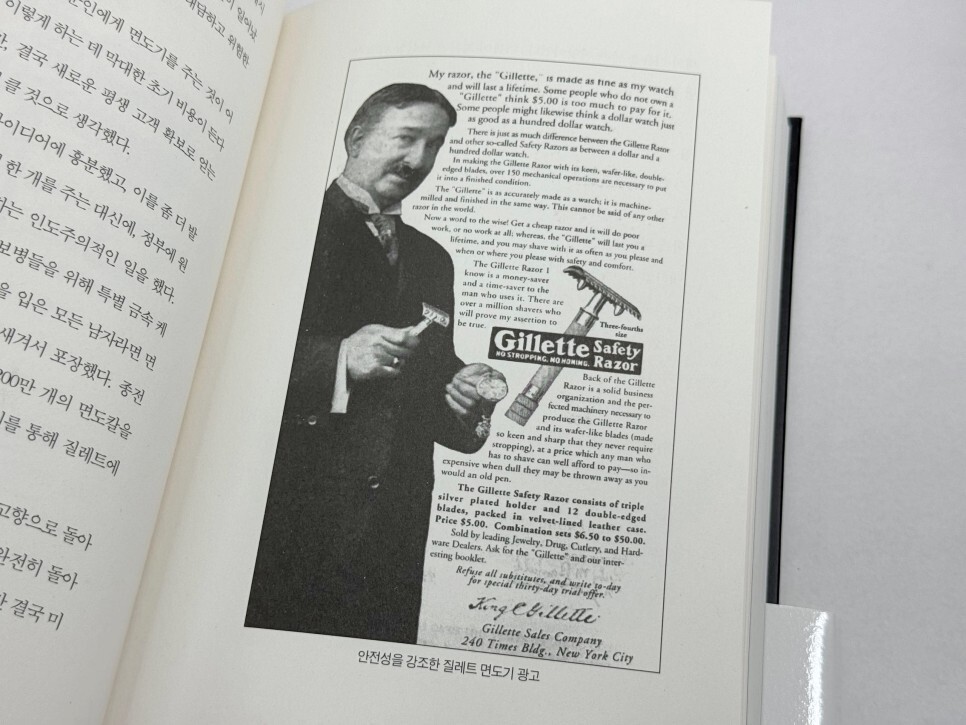 군인에게 면도기를 주는 것이 어
이렇게 하는 데 막대한 초기 비용이 든다.
결국 새로운 평생 고객 확보로 얻는
클 것으로 생각했다.
이디어에 흥분했고, 이를 좀 더 발
한 개를 주는 대신에, 정부에 원
인도주의적인 일을 했다.
보병들을 위해 특별 금속 케
을 입은 모든 남자라면 면
새겨서 포장했다. 종전
200만 개의 면도칼을
를 통해 질레트에
고향으로 돌아
완전히 돌아
결국 미
My razor, the "Gillette," is made as fine as my watch
and will last a lifetime. Some people who do not own a
"Gillette" think $5.00 is too much to pay for it.
Some people might likewise think a dollar watch just
as good as a hundred dollar watch.
There is just as much difference between the Gillette Razor
and other so-called Safety Razors as between a dollar and a
hundred dollar watch.
In making the Gillette Razor with its keen, wafer-like, double-
edged blades, over 150 mechanical operations are necessary to put
it into a finished condition.
The "Gillette" is as accurately made as a watch; it is machine-
milled and finished in the same way. This cannot be said of any other
razor in the world.
Now a word to the wise! Get a cheap razor and it will do poor
work, or no work at all; whereas, the "Gillette" will last you a
lifetime, and you may shave with it as often as you please and
when or where you please with safety and comfort.
The Gillette Razor I
know is a money-saver
and a time-saver to the
man who uses it. There are
over a million shavers who
will prove my assertion to
be true.
Three-fourths
size
Gillette Safety Razor
NO STROPPING. NO HONING.
Back of the Gillette
Razor is a solid business
organization and the per-
fected machinery necessary to
produce the Gillette Razor
and its wafer-like blades (made
so keen and sharp that they never require
stropping), at a price which any man who
has to shave can well afford to pay—so in-
expensive when dull they may be thrown away as you
would an old pen.
The Gillette Safety Razor consists of triple
silver plated holder and 12 double-edged
blades, packed in velvet-lined leather case.
Price $5.00. Combination sets $6.50 to $50.00.
Sold by leading Jewelry, Drug, Cutlery, and Hard-
ware Dealers. Ask for the "Gillette" and our inter-
esting booklet.
Refuse all substitutes, and write to-day
for special thirty-day trial offer.
King C Gillette
Gillette Sales Company
240 Times Bldg., New York City
안전성을 강조한 질레트 면도기 광고